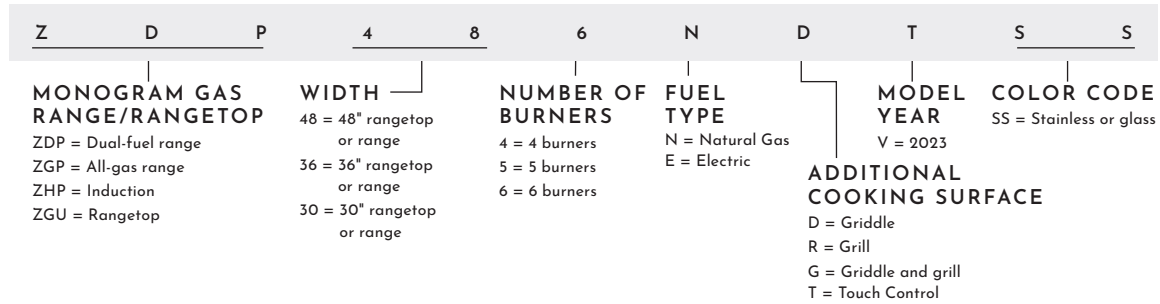 Z D P 4 8 6 N D T S S
MONOGRAM GAS
RANGE/RANGETOP
ZDP = Dual-fuel range
ZGP = All-gas range
ZHP = Induction
ZGU = Rangetop
WIDTH
48 = 48" rangetop
or range
36 = 36" rangetop
or range
30 = 30" rangetop
or range
NUMBER OF
BURNERS
4 = 4 burners
5 = 5 burners
6 = 6 burners
FUEL
TYPE
N = Natural Gas
E = Electric
ADDITIONAL
COOKING SURFACE
D = Griddle
R = Grill
G = Griddle and grill
T = Touch Control
MODEL
YEAR
V = 2023
COLOR CODE
SS = Stainless or glass